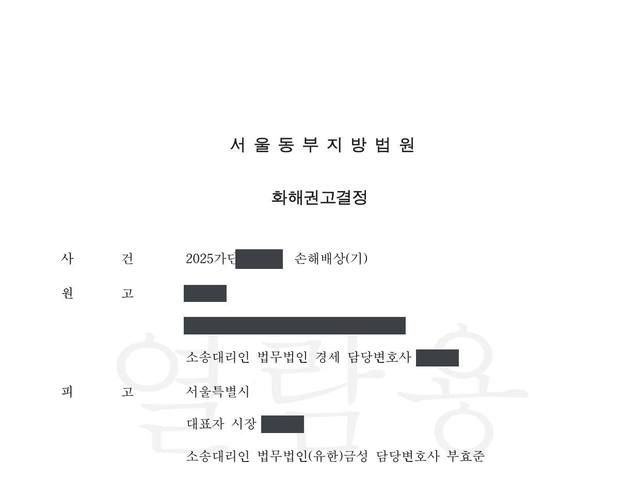 서울동부지방법원
화해권고결정
사 건 2025가단 손해배상(기)
원 고
소송대리인 법무법인 경세 담당변호사
피 고 서울특별시
대표자 시장
소송대리인 법무법인(유한)금성 담당변호사 부효준
열람용